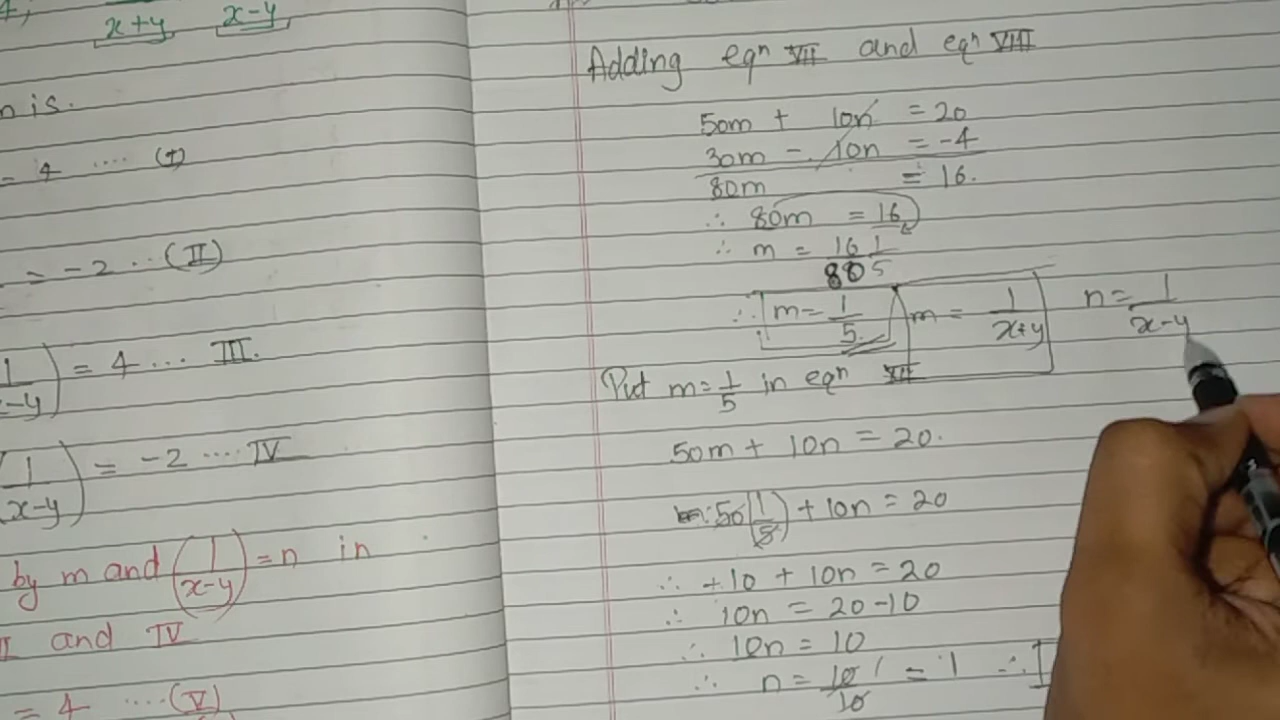 x+y x-y
n is.
= 4 .... (I)
= -2 .. (II)
1/(x-y)) = 4 ... III.
(1/(x-y)) = -2 .... IV
by m and (1/(x-y)) = n in
and IV
= 4 .... (V)
Adding eqⁿ VII and eqⁿ VIII
50m + 10n = 20
30m - 10n = -4
80m = 16.
∴ 80m = 16
∴ m = 16/80 1/5
∴ m = 1/5 m = 1/(x+y) n = 1/(x-y)
Put m = 1/5 in eqⁿ VII
50m + 10n = 20.
50(1/5) + 10n = 20
∴ +10 + 10n = 20
∴ 10n = 20-10
∴ 10n = 10
∴ n = 10/10 1 = 1 ∴